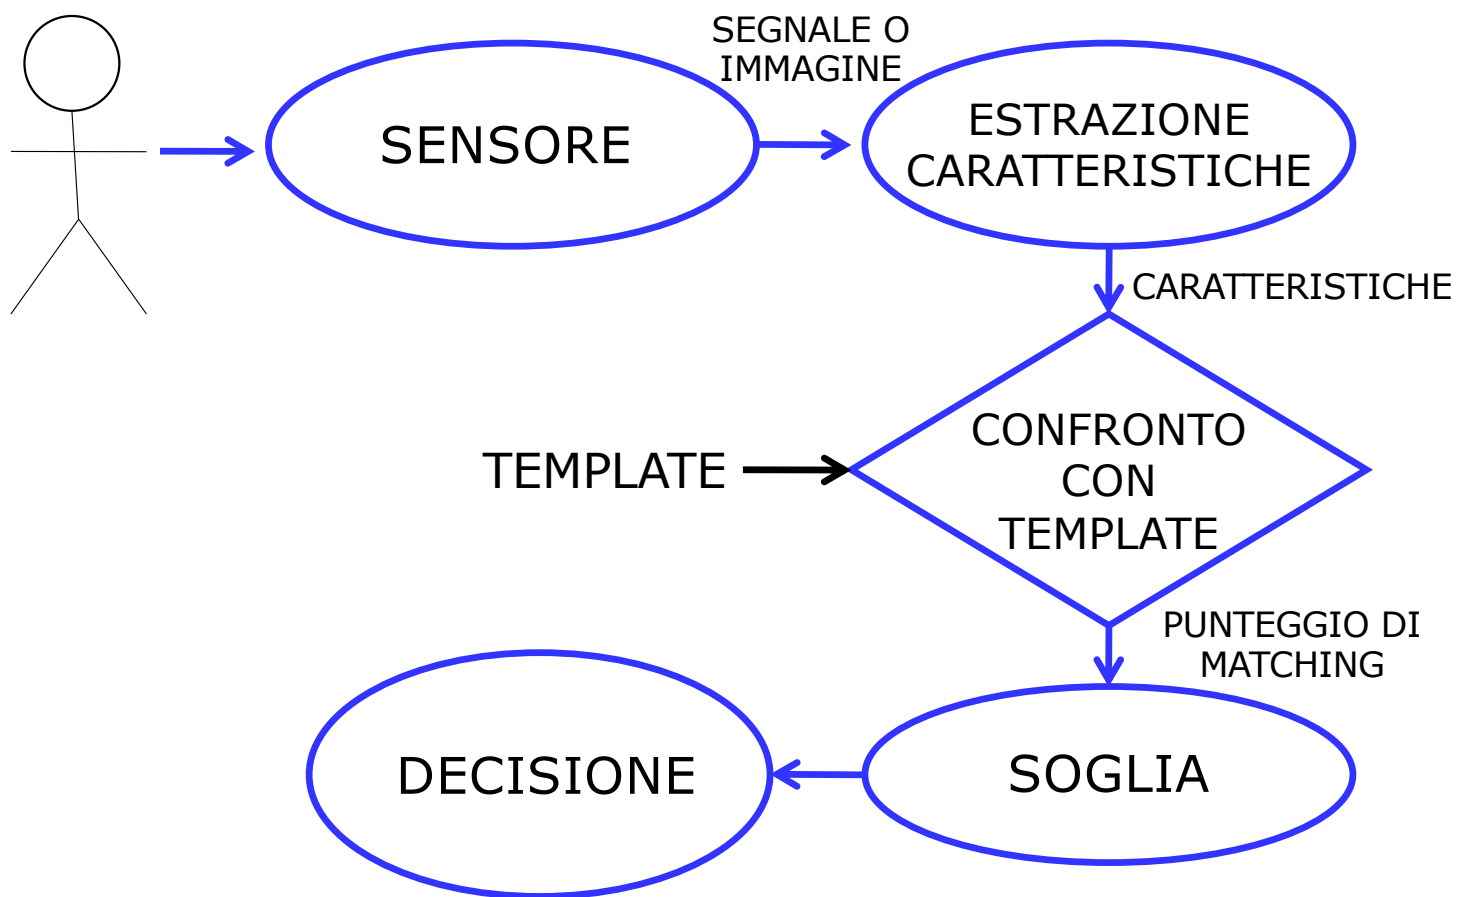 SEGNALE O
IMMAGINE
SENSORE
ESTRAZIONE
CARATTERISTICHE
CARATTERISTICHE
CONFRONTO
CON
TEMPLATE
TEMPLATE
PUNTEGGIO DI
MATCHING
SOGLIA
DECISIONE